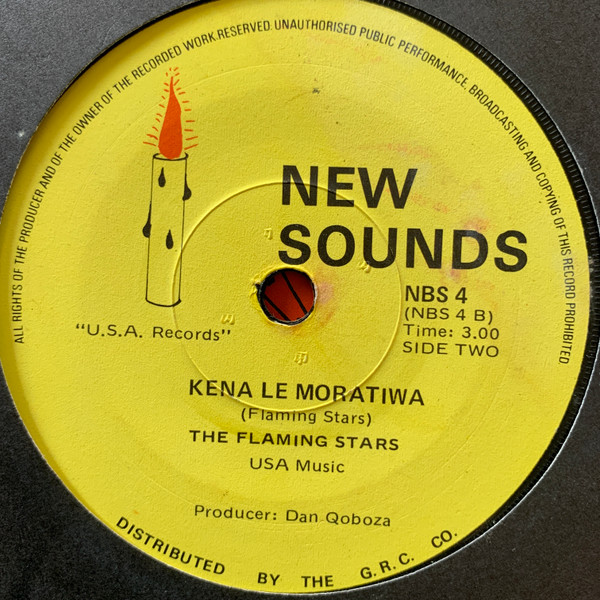 ALL RIGHTS OF THE PRODUCER AND OF THE OWNER OF THE RECORDED WORK RESERVED. UNAUTHORISED PUBLIC PERFORMANCE, BROADCASTING AND COPYING OF THIS RECORD PROHIBITED
NEW
SOUNDS
"U.S.A. Records"
NBS 4
(NBS 4 B)
Time: 3.00
SIDE TWO
KENA LE MORATIWA
(Flaming Stars)
THE FLAMING STARS
USA Music
Producer: Dan Qoboza
DISTRIBUTED BY THE G.R.C. CO.